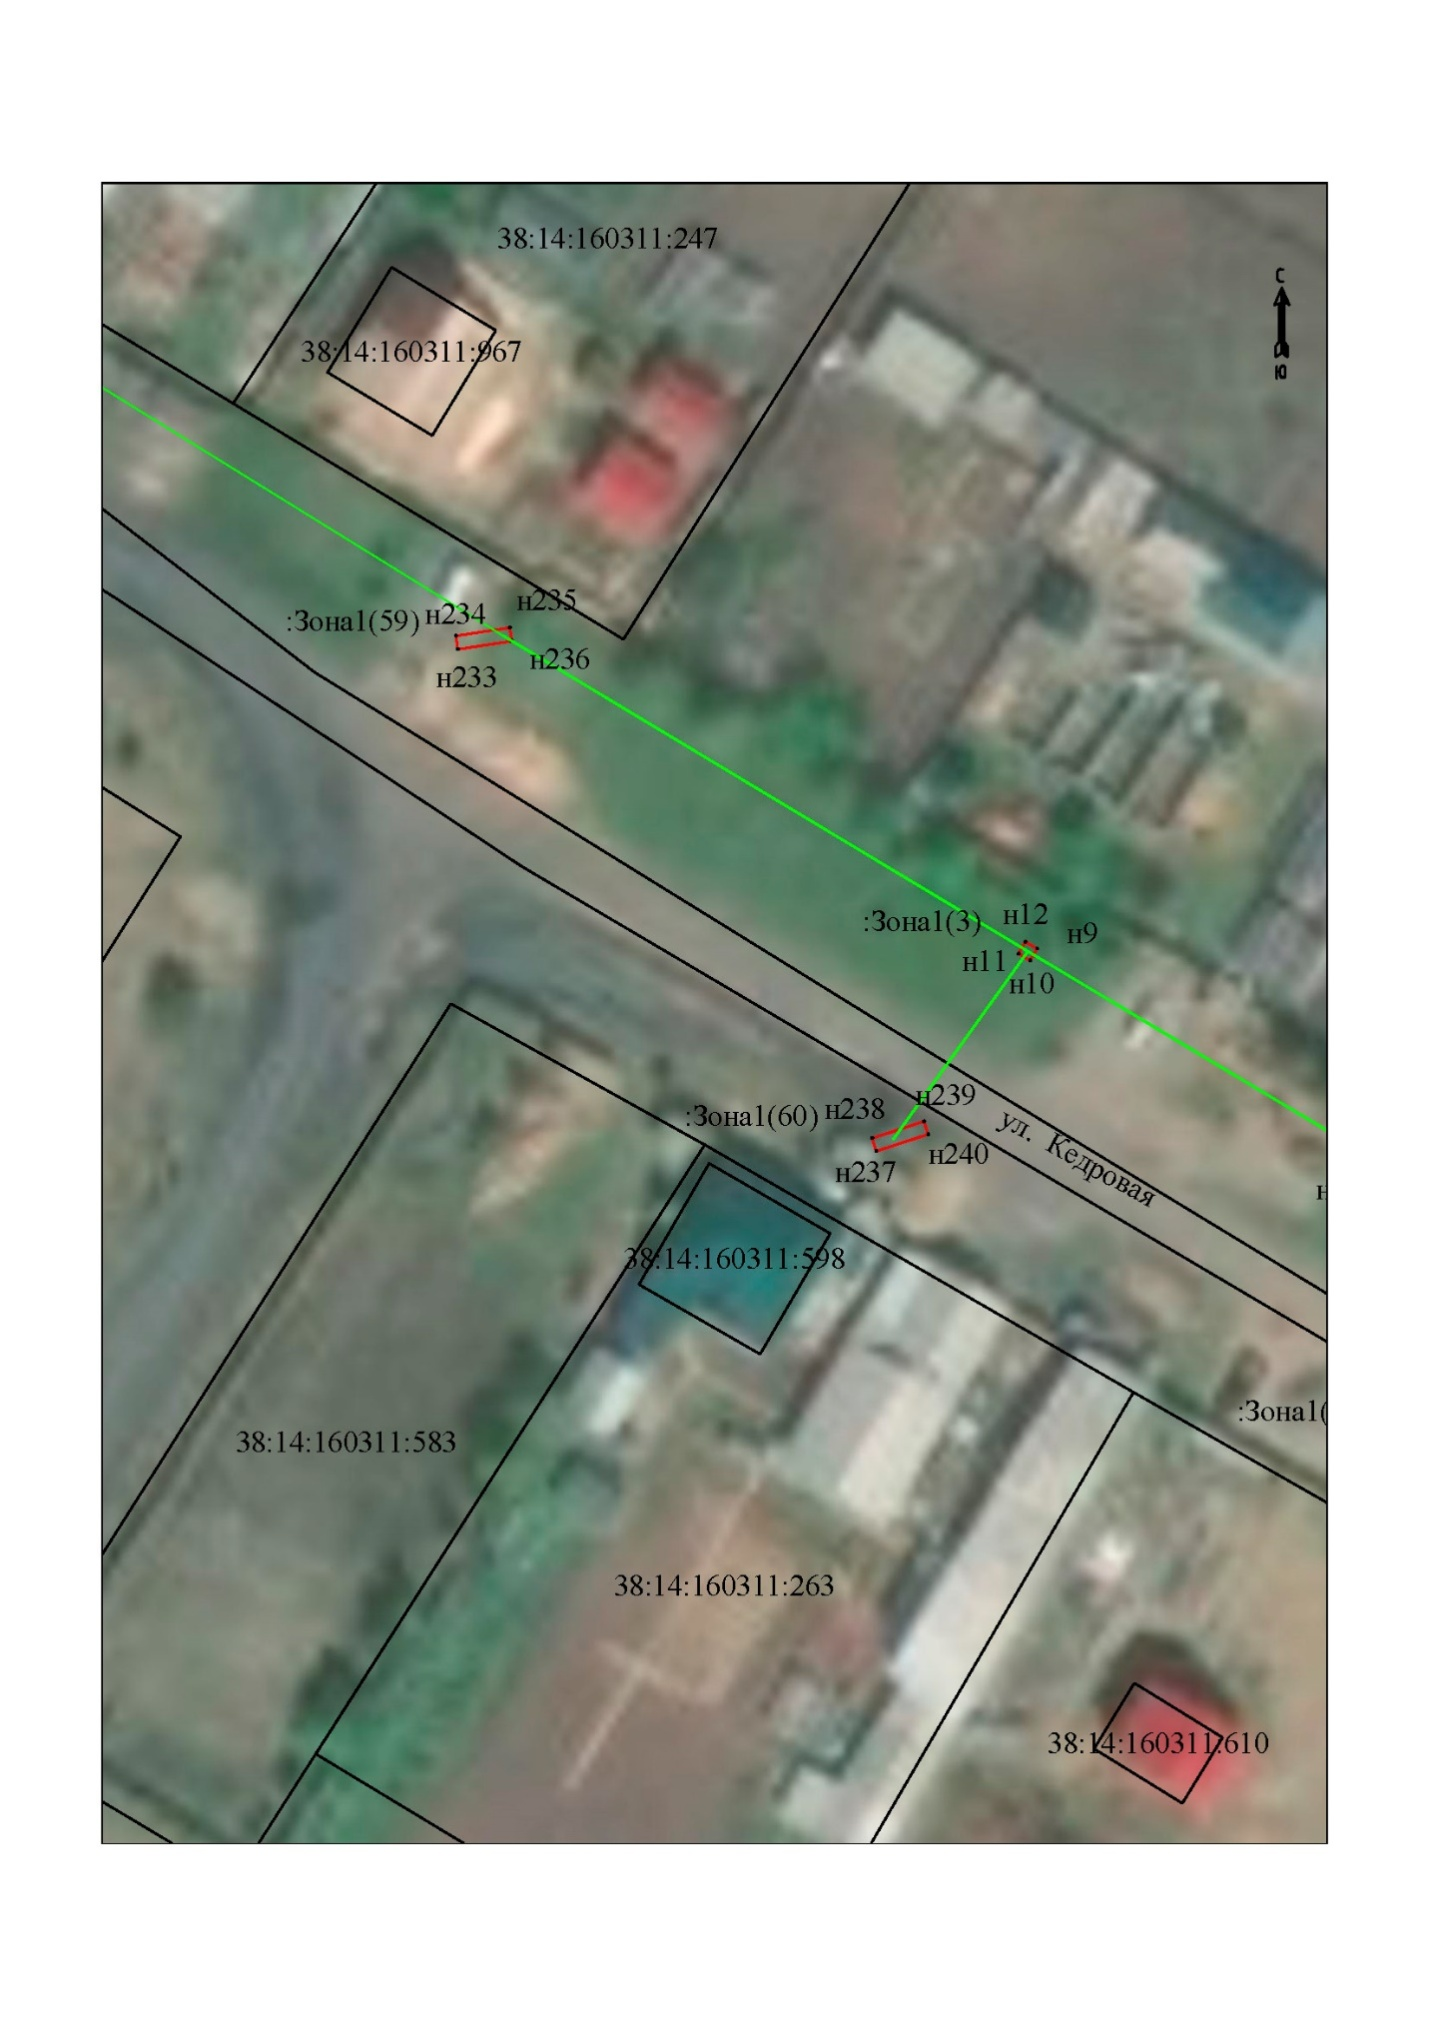 38:14:160311:247
С
38:14:160311:967
Ю
н235
:Зона1(59)
н234
н236
н233
:Зона1(3)
н12
н9
н11
н10
н239
:Зона1(60)
н238
ул. Кедровая
н240
н237
38:14:160311:598
:Зона1(
38:14:160311:583
38:14:160311:263
38:14:160311:610